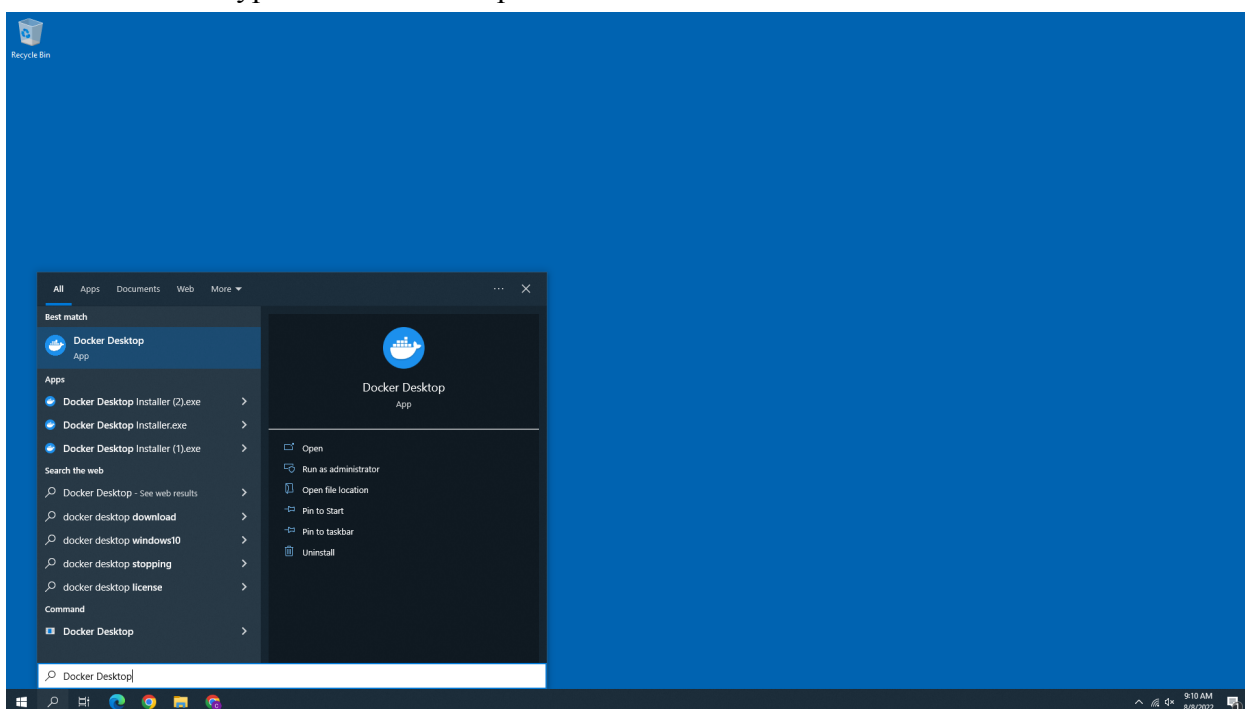 Recycle Bin
All Apps Documents Web More
Best match
Docker Desktop
App
Apps
Docker Desktop Installer (2).exe
Docker Desktop Installer.exe
Docker Desktop Installer (1).exe
Search the web
Docker Desktop - See web results
docker desktop download
docker desktop windows10
docker desktop stopping
docker desktop license
Command
Docker Desktop
Docker Desktop
App
Open
Run as administrator
Open file location
Pin to Start
Pin to taskbar
Uninstall
Docker Desktop
9:10 AM
8/8/2022